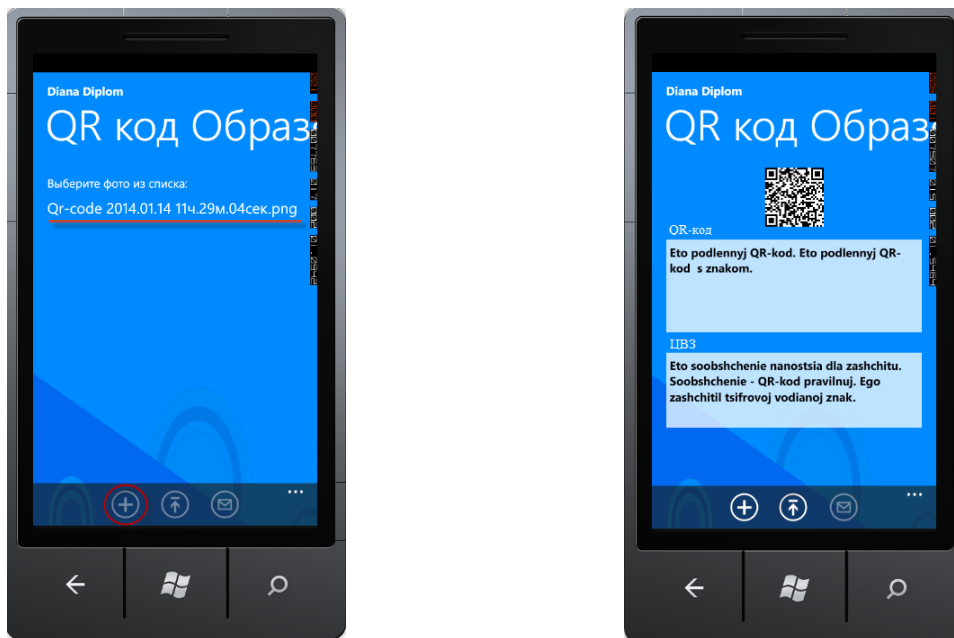 Diana Diplom
QR код Образ
Выберите фото из списка:
Qr-code 2014.01.14 11ч.29м.04сек.png
Diana Diplom
QR код Образ
QR-код
Eto podlennyj QR-kod. Eto podlennyj QR-
kod s znakom.
ЦВЗ
Eto soobshchenie nanostsia dla zashchitu.
Soobshchenie - QR-kod pravilnuj. Ego
zashchitil tsifrovoj vodianoj znak.